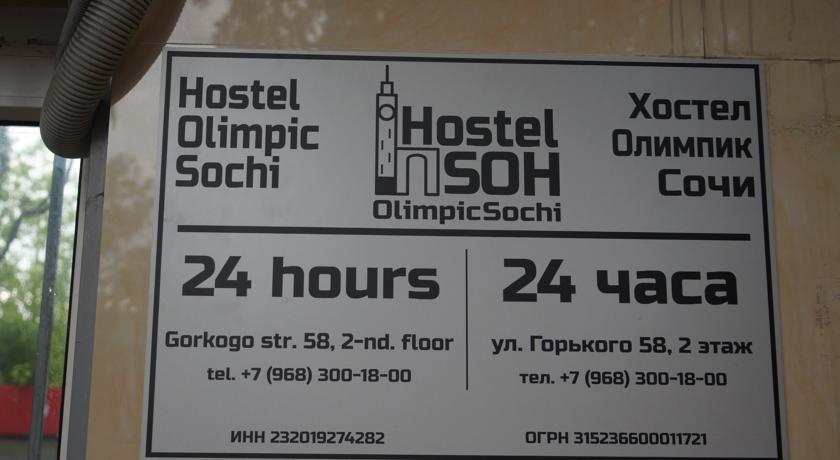 Hostel
Olimpic
Sochi
Hostel
SOH
OlimpicSochi
Хостел
Олимпик
Сочи
24 hours
Gorkogo str. 58, 2-nd. floor
tel. +7 (968) 300-18-00
24 часа
ул. Горького 58, 2 этаж
тел. +7 (968) 300-18-00
ИНН 232019274282
ОГРН 315236600011721